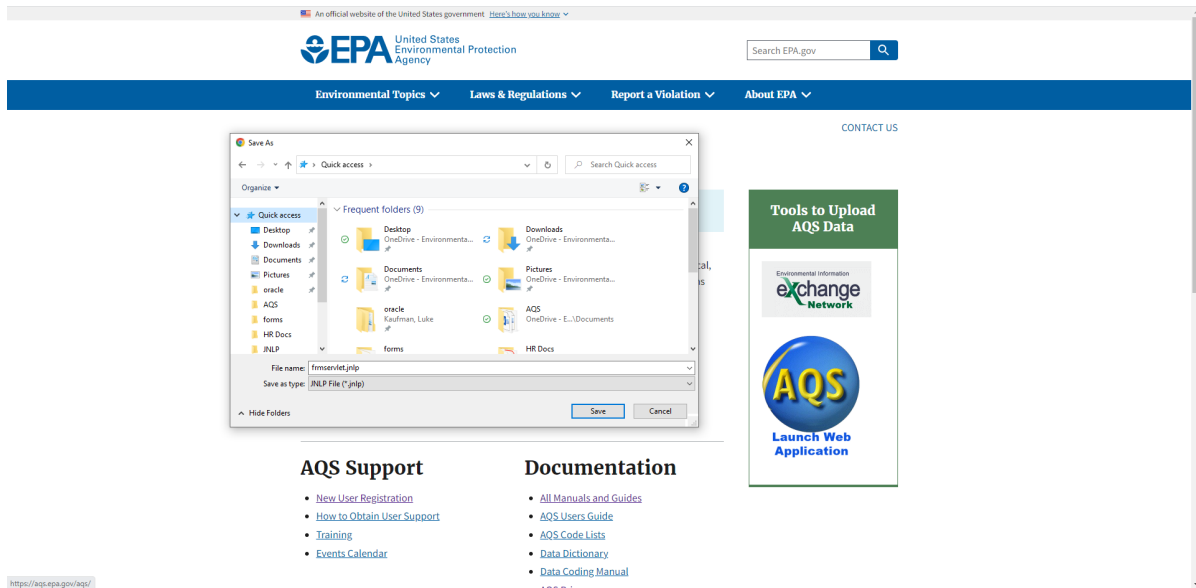 An official website of the United States government Here's how you know
EPA United States
Environmental Protection
Agency
Search EPA.gov
Environmental Topics Laws & Regulations Report a Violation About EPA
CONTACT US
Save As
Quick access
Search Quick access
Organize
Quick access
Desktop
Downloads
Documents
Pictures
oracle
AQS
forms
HR Docs
JNLP
Frequent folders (9)
Desktop
OneDrive - Environmenta...
Downloads
OneDrive - Environmenta...
Documents
OneDrive - Environmenta...
Pictures
OneDrive - Environmenta...
oracle
Kaufman, Luke
AQS
OneDrive - E...\Documents
forms
HR Docs
File name: frmservlet.jnlp
Save as type: JNLP File (*.jnlp)
Hide Folders
Save
Cancel
Tools to Upload
AQS Data
Environmental Information
eXchange
Network
AQS
Launch Web
Application
AQS Support
New User Registration
How to Obtain User Support
Training
Events Calendar
Documentation
All Manuals and Guides
AQS Users Guide
AQS Code Lists
Data Dictionary
Data Coding Manual
https://aqs.epa.gov/aqs/